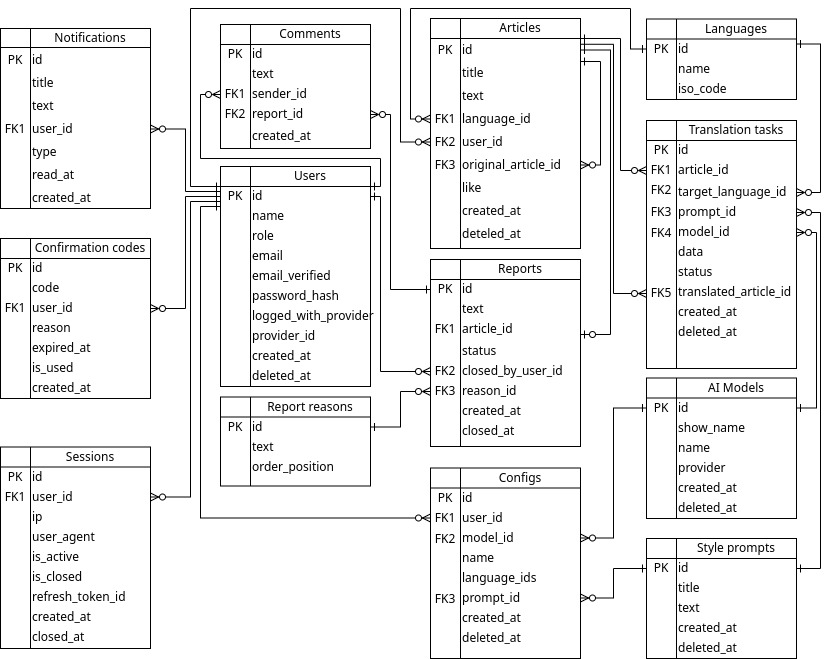 Notifications
PK id
title
text
FK1 user_id
type
read_at
created_at
Confirmation codes
PK id
code
FK1 user_id
reason
expired_at
is_used
created_at
Sessions
PK id
FK1 user_id
ip
user_agent
is_active
is_closed
refresh_token_id
created_at
closed_at
Comments
PK id
text
FK1 sender_id
FK2 report_id
created_at
Users
PK id
name
role
email
email_verified
password_hash
logged_with_provider
provider_id
created_at
deleted_at
Report reasons
PK id
text
order_position
Articles
PK id
title
text
FK1 language_id
FK2 user_id
FK3 original_article_id
like
created_at
deteled_at
Reports
PK id
text
FK1 article_id
status
FK2 closed_by_user_id
FK3 reason_id
created_at
closed_at
Configs
PK id
FK1 user_id
FK2 model_id
name
language_ids
FK3 prompt_id
created_at
deleted_at
Languages
PK id
name
iso_code
Translation tasks
PK id
FK1 article_id
FK2 target_language_id
FK3 prompt_id
FK4 model_id
data
status
FK5 translated_article_id
created_at
deleted_at
AI Models
PK id
show_name
name
provider
created_at
deleted_at
Style prompts
PK id
title
text
created_at
deleted_at